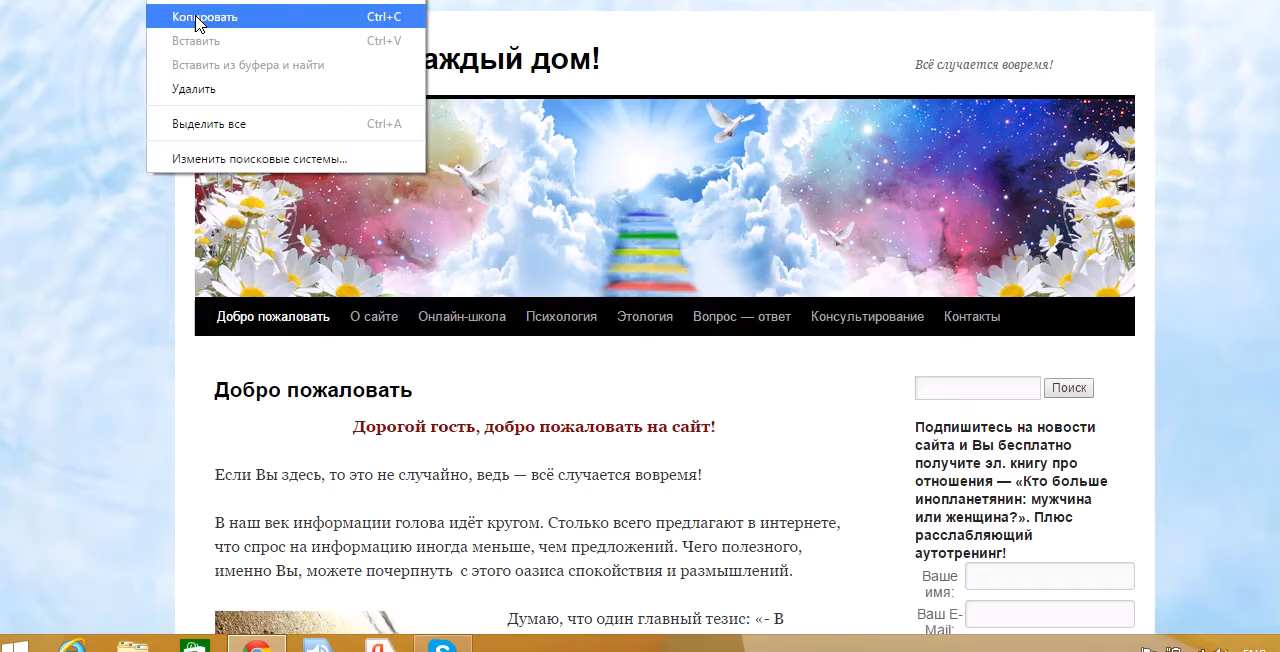 Копировать Ctrl+C
Вставить Ctrl+V
Вставить из буфера и найти
Удалить
Выделить все Ctrl+A
Изменить поисковые системы...
аждый дом!
Всё случается вовремя!
Добро пожаловать О сайте Онлайн-школа Психология Этология Вопрос — ответ Консультирование Контакты
Добро пожаловать
Дорогой гость, добро пожаловать на сайт!
Если Вы здесь, то это не случайно, ведь — всё случается вовремя!
В наш век информации голова идёт кругом. Столько всего предлагают в интернете,
что спрос на информацию иногда меньше, чем предложений. Чего полезного,
именно Вы, можете почерпнуть с этого оазиса спокойствия и размышлений.
Думаю, что один главный тезис: «- В
Поиск
Подпишитесь на новости
сайта и Вы бесплатно
получите эл. книгу про
отношения — «Кто больше
инопланетянин: мужчина
или женщина?». Плюс
расслабляющий
аутотренинг!
Ваше
имя:
Ваш E-
Mail: